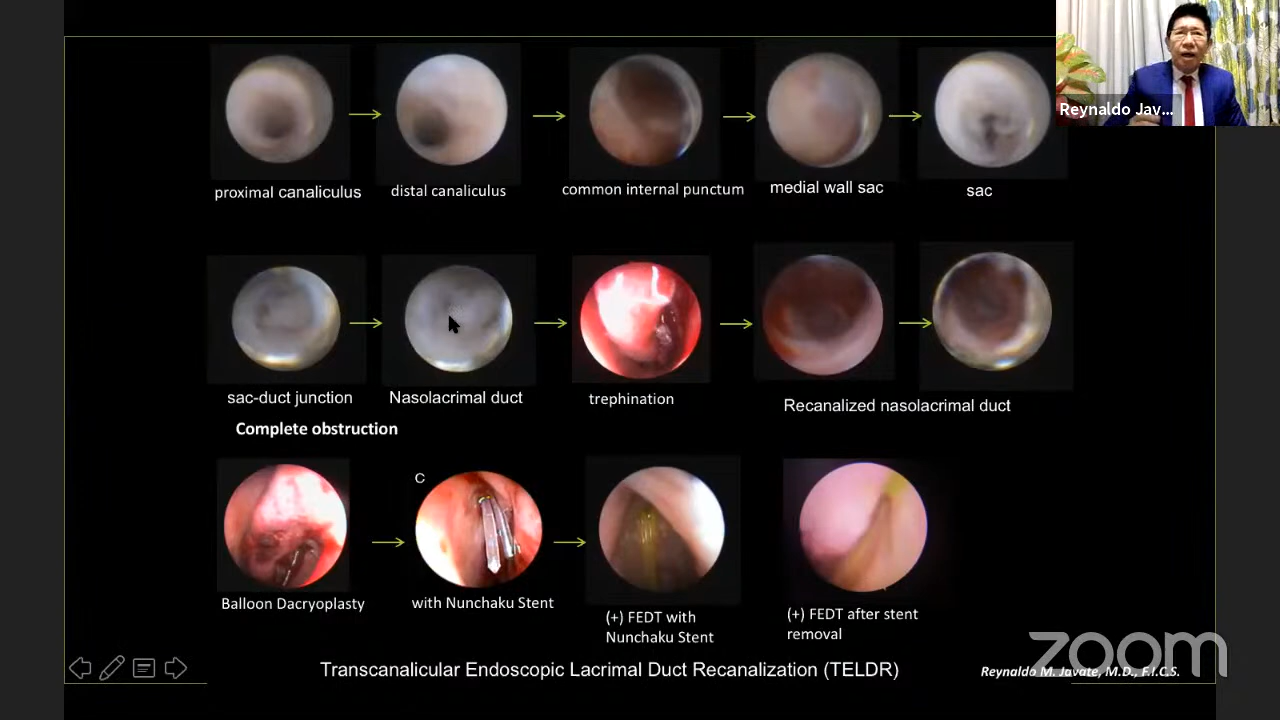 Reynaldo Jav...
proximal canaliculus
distal canaliculus
common internal punctum
medial wall sac
sac
sac-duct junction
Nasolacrimal duct
trephination
Recanalized nasolacrimal duct
Complete obstruction
C
Balloon Dacryoplasty
with Nunchaku Stent
(+) FEDT with
Nunchaku Stent
(+) FEDT after stent
removal
zoom
Transcanalicular Endoscopic Lacrimal Duct Recanalization (TELDR)
Reynaldo M. Javate, M.D., F.I.C.S.